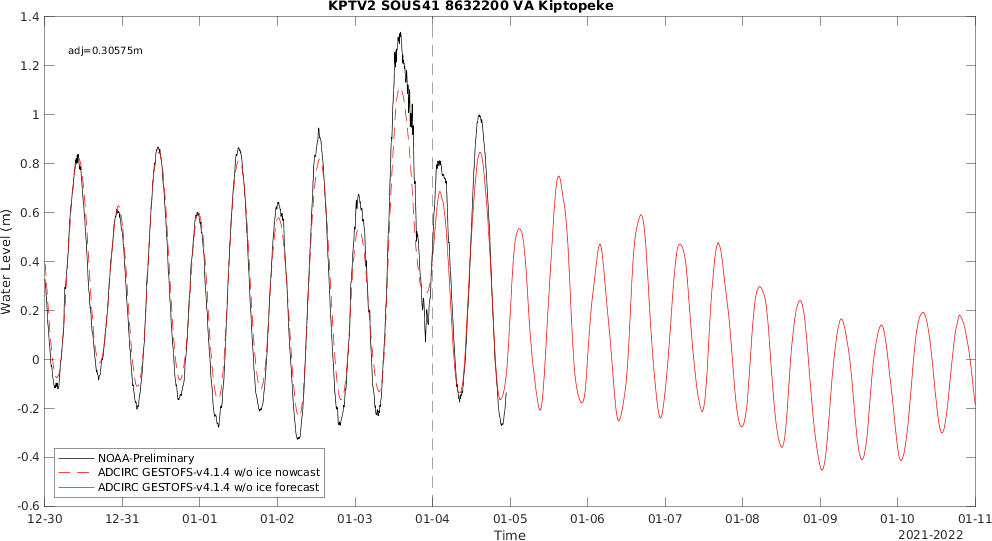 KPTV2 SOUS41 8632200 VA Kiptopeke
1.4
adj=0.30575m
1.2
1
0.8
0.6
0.4
0.2
0
-0.2
-0.4
-0.6
Water Level (m)
NOAA-Preliminary
ADCIRC GESTOFS-v4.1.4 w/o ice nowcast
ADCIRC GESTOFS-v4.1.4 w/o ice forecast
12-30 12-31 01-01 01-02 01-03 01-04 01-05 01-06 01-07 01-08 01-09 01-10 01-11
Time
2021-2022